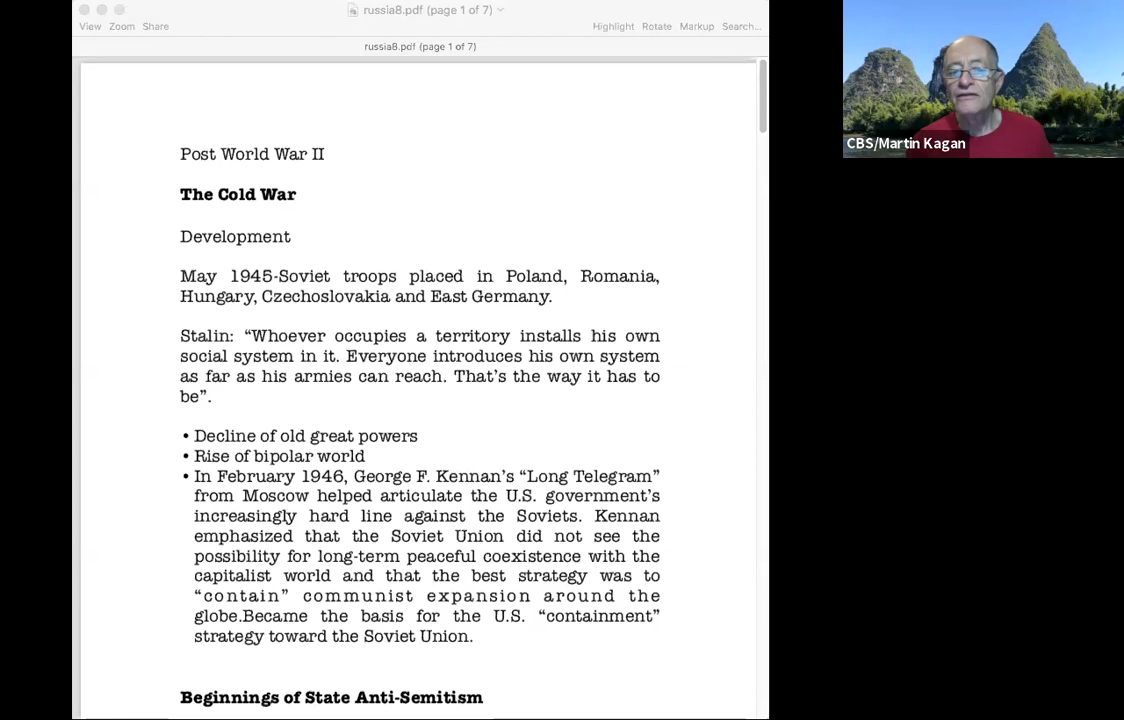 russia8.pdf (page 1 of 7)
View Zoom Share
Highlight Rotate Markup Search...
russia8.pdf (page 1 of 7)
Post World War II
The Cold War
Development
May 1945-Soviet troops placed in Poland, Romania,
Hungary, Czechoslovakia and East Germany.
Stalin: “Whoever occupies a territory installs his own
social system in it. Everyone introduces his own system
as far as his armies can reach. That’s the way it has to
be”.
• Decline of old great powers
• Rise of bipolar world
• In February 1946, George F. Kennan’s “Long Telegram”
from Moscow helped articulate the U.S. government’s
increasingly hard line against the Soviets. Kennan
emphasized that the Soviet Union did not see the
possibility for long-term peaceful coexistence with the
capitalist world and that the best strategy was to
“contain” communist expansion around the
globe.Became the basis for the U.S. “containment”
strategy toward the Soviet Union.
Beginnings of State Anti-Semitism
CBS/Martin Kagan